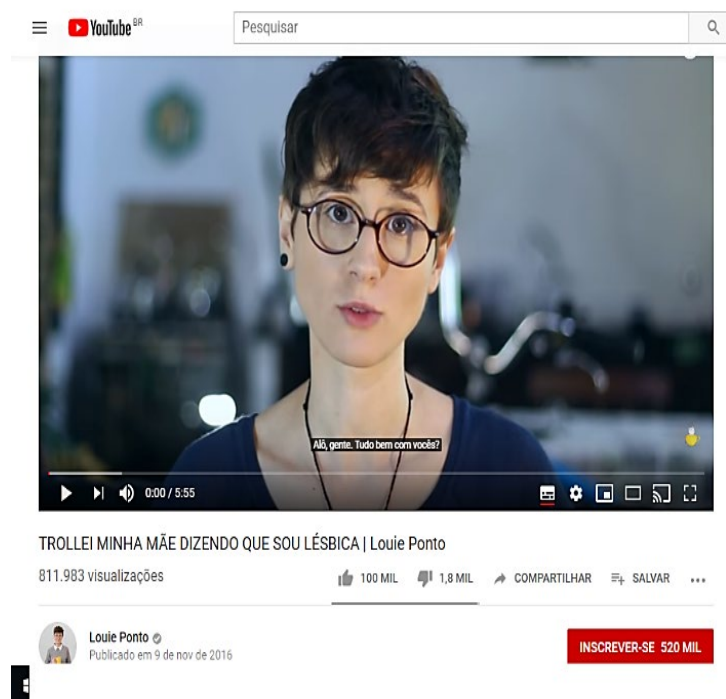 YouTube BR
Pesquisar
Alô, gente. Tudo bem com vocês?
0:00 / 5:55
TROLLEI MINHA MÃE DIZENDO QUE SOU LÉSBICA | Louie Ponto
811.983 visualizações
100 MIL 1,8 MIL COMPARTILHAR SALVAR
Louie Ponto
Publicado em 9 de nov de 2016
INSCREVER-SE 520 MIL